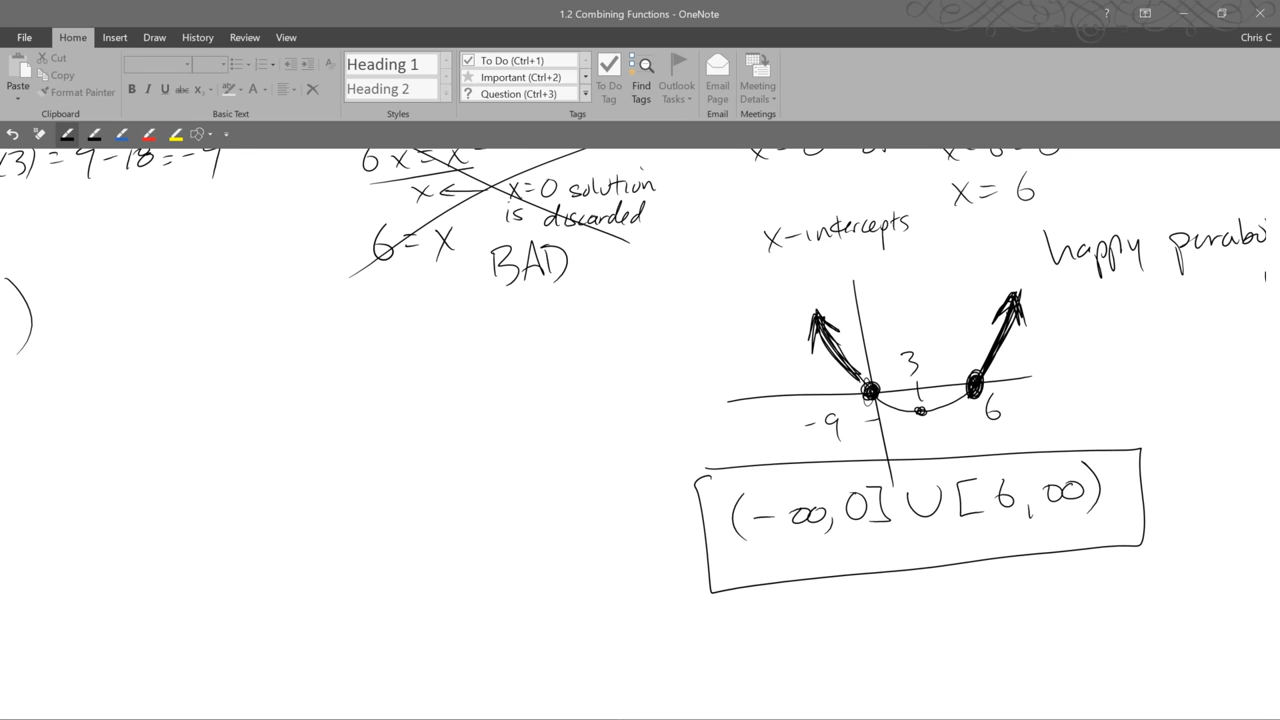 1.2 Combining Functions - OneNote
?
File Home Insert Draw History Review View
Chris C
Paste
Cut
Copy
Format Painter
Clipboard
B I U abc x A
Basic Text
Heading 1
Heading 2
Styles
To Do (Ctrl+1)
Important (Ctrl+2)
? Question (Ctrl+3)
To Do Tag
Find Tags
Outlook Tasks
Tags
Email Page
Email
Meeting Details
Meetings
(3) = 9 - 18 = -9
6x = x
x ← x = 0 solution
is discarded
6 = x
BAD
x = 6
x-intercepts
happy parabo
)
3
-9
6
(-∞, 0] ∪ [6, ∞)